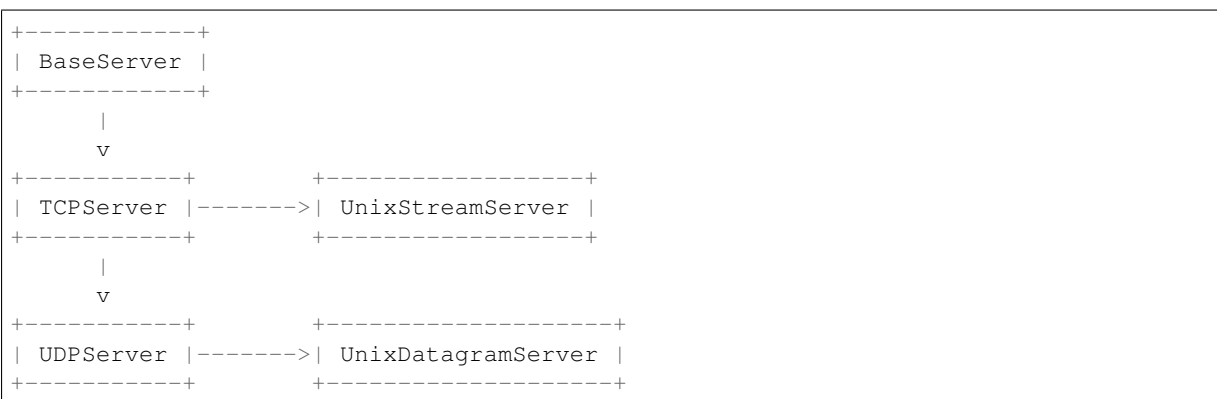 +------------+
| BaseServer |
+------------+
      |
      v
+-----------+        +------------------+
| TCPServer |------->| UnixStreamServer |
+-----------+        +------------------+
      |
      v
+-----------+        +--------------------+
| UDPServer |------->| UnixDatagramServer |
+-----------+        +--------------------+